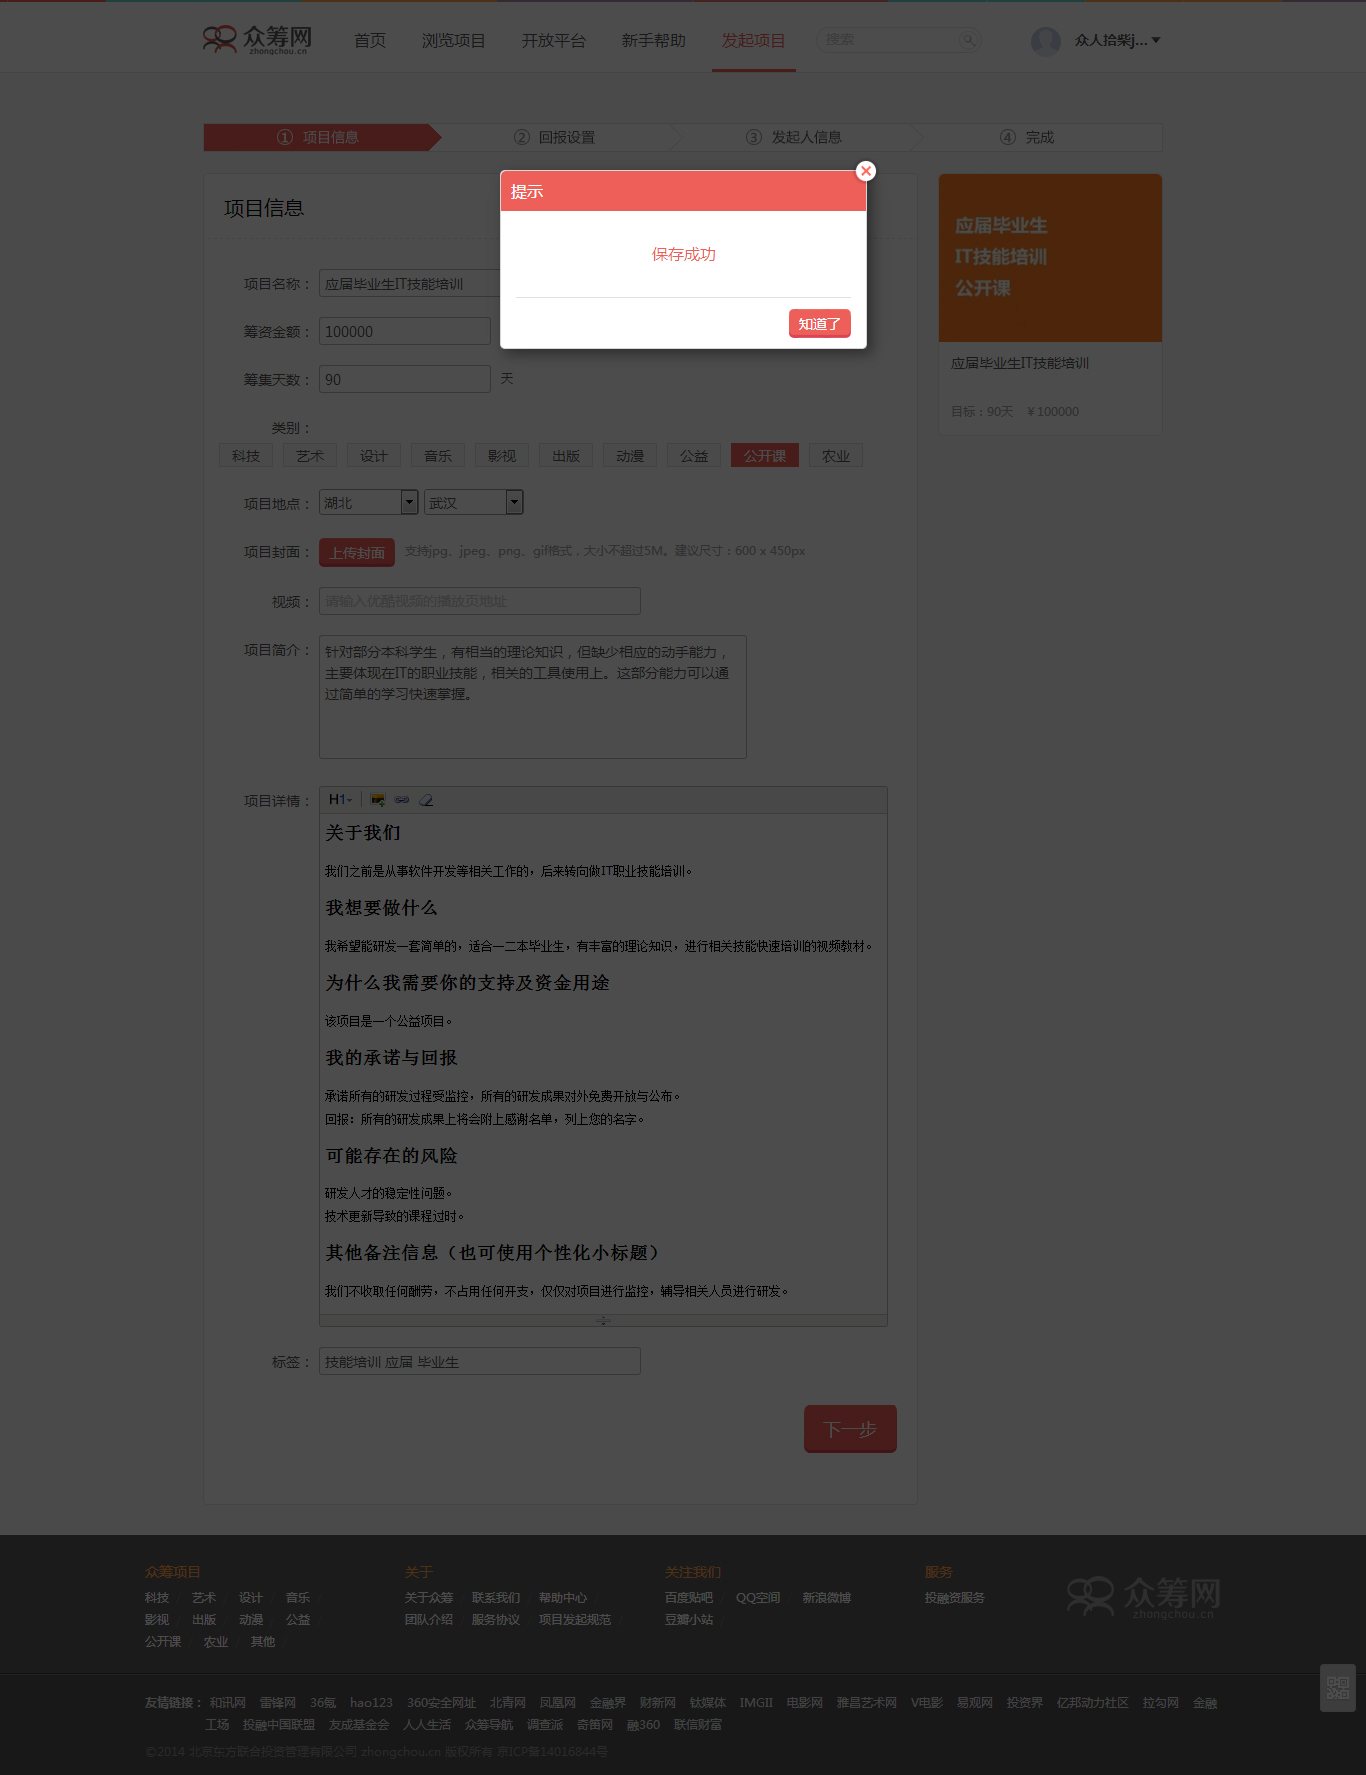 众筹网
zhongchou.cn
首页 浏览项目 开放平台 新手帮助 发起项目 搜索 众人拾柴j...
① 项目信息 ② 回报设置 ③ 发起人信息 ④ 完成
提示
保存成功
知道了
项目信息
应届毕业生
IT技能培训
公开课
应届毕业生IT技能培训
目标：90天 ￥100000
项目名称： 应届毕业生IT技能培训
筹资金额： 100000
筹集天数： 90 天
类别：
科技 艺术 设计 音乐 影视 出版 动漫 公益 公开课 农业
项目地点： 湖北 武汉
项目封面： 上传封面 支持jpg、jpeg、png、gif格式，大小不超过5M。建议尺寸：600 x 450px
视频： 请输入优酷视频的播放页地址
项目简介： 针对部分本科学生，有相当的理论知识，但缺少相应的动手能力，
主要体现在IT的职业技能，相关的工具使用上。这部分能力可以通
过简单的学习快速掌握。
项目详情： H1
关于我们
我们之前是从事软件开发等相关工作的，后来转向做IT职业技能培训。
我想要做什么
我希望能研发一套简单的，适合一二本毕业生，有丰富的理论知识，进行相关技能快速培训的视频教材。
为什么我需要你的支持及资金用途
该项目是一个公益项目。
我的承诺与回报
承诺所有的研发过程受监控，所有的研发成果对外免费开放与公布。
回报：所有的研发成果上将会附上感谢名单，列上您的名字。
可能存在的风险
研发人才的稳定性问题。
技术更新导致的课程过时。
其他备注信息（也可使用个性化小标题）
我们不收取任何酬劳，不占用任何开支，仅仅对项目进行监控，辅导相关人员进行研发。
标签： 技能培训 应届 毕业生
下一步
众筹项目 关于 关注我们 服务
科技 / 艺术 / 设计 / 音乐 / 关于众筹 联系我们 / 帮助中心 / 百度贴吧 / QQ空间 / 新浪微博 投融资服务
影视 / 出版 / 动漫 / 公益 / 团队介绍 / 服务协议 / 项目发起规范 / 豆瓣小站 /
公开课 / 农业 / 其他 /
众筹网
zhongchou.cn
友情链接： 和讯网 雷锋网 36氪 hao123 360安全网址 北青网 凤凰网 金融界 财新网 钛媒体 IMGII 电影网 雅昌艺术网 V电影 易观网 投资界 亿邦动力社区 拉勾网 金融
工场 投融中国联盟 友成基金会 人人生活 众筹导航 调查派 奇笛网 融360 联信财富
©2014 北京东方联合投资管理有限公司 zhongchou.cn 版权所有 京ICP备14016844号